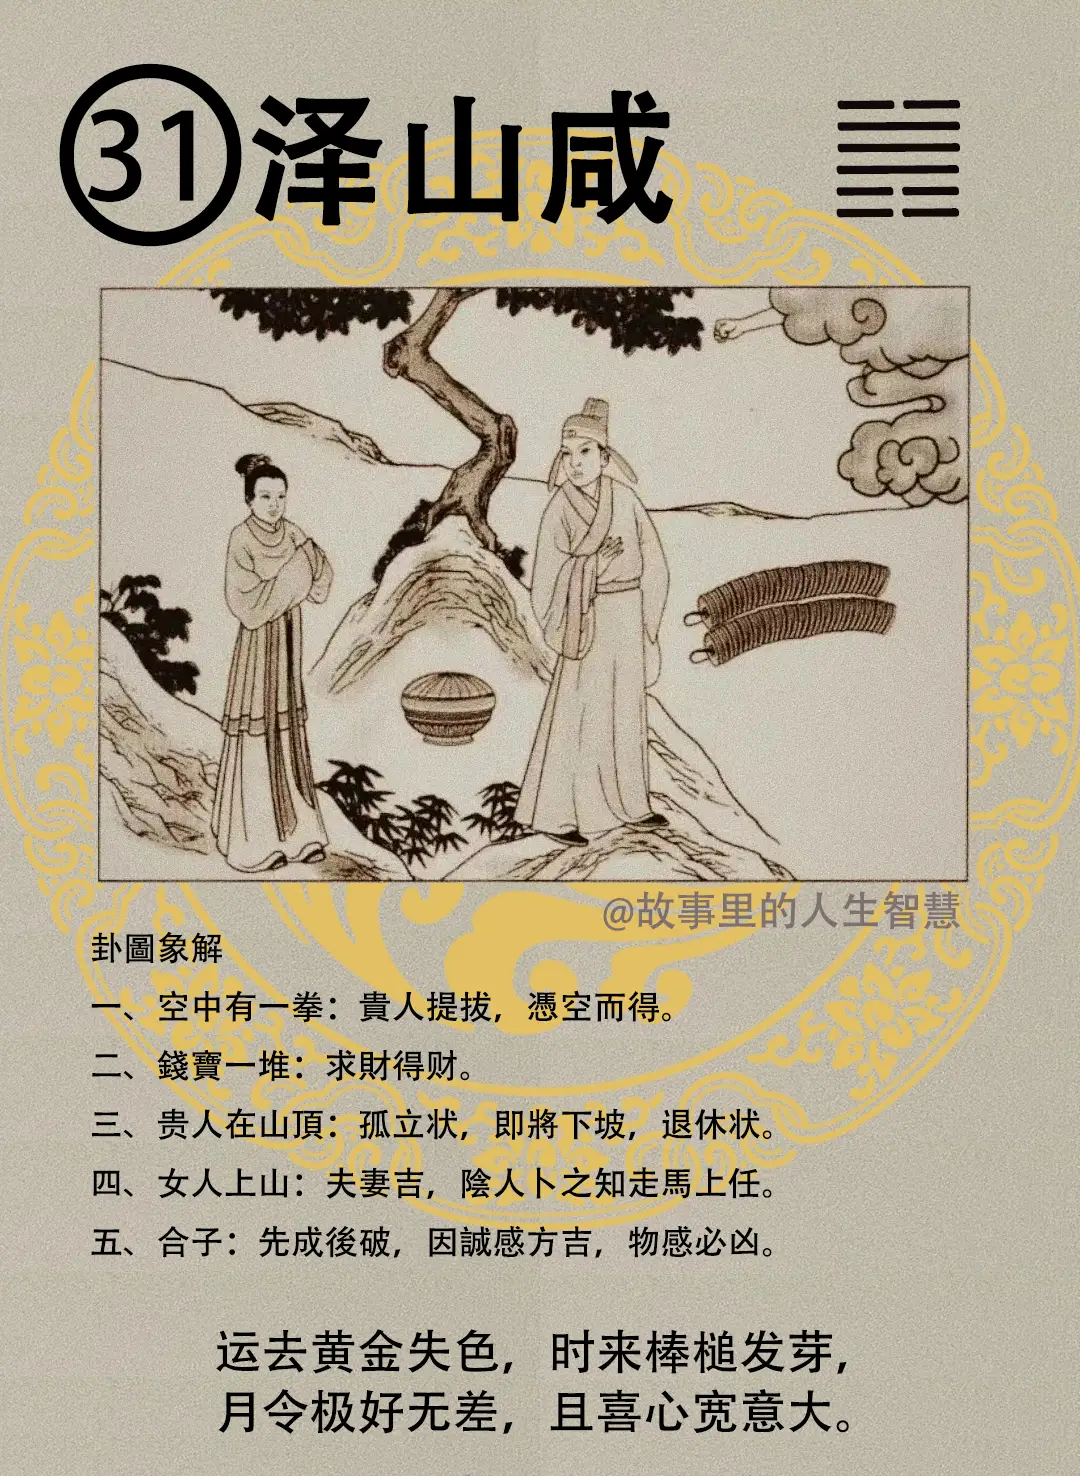 31 泽山咸
@故事里的人生智慧
卦圖象解
一、空中有一拳：貴人提拔，憑空而得。
二、錢寶一堆：求財得财。
三、贵人在山頂：孤立状，即將下坡，退休状。
四、女人上山：夫妻吉，陰人卜之知走馬上任。
五、合子：先成後破，因誠感方吉，物感必凶。
运去黄金失色，时来棒槌发芽，
月令极好无差，且喜心宽意大。